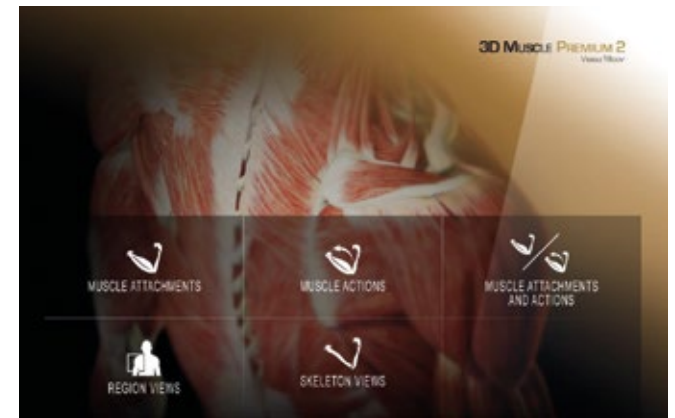 3D MUSCLE PREMIUM 2
MUSCLE ATTACHMENTS
MUSCLE ACTIONS
MUSCLE ATTACHMENTS
AND ACTIONS
REGION VIEWS
SKELETON VIEWS